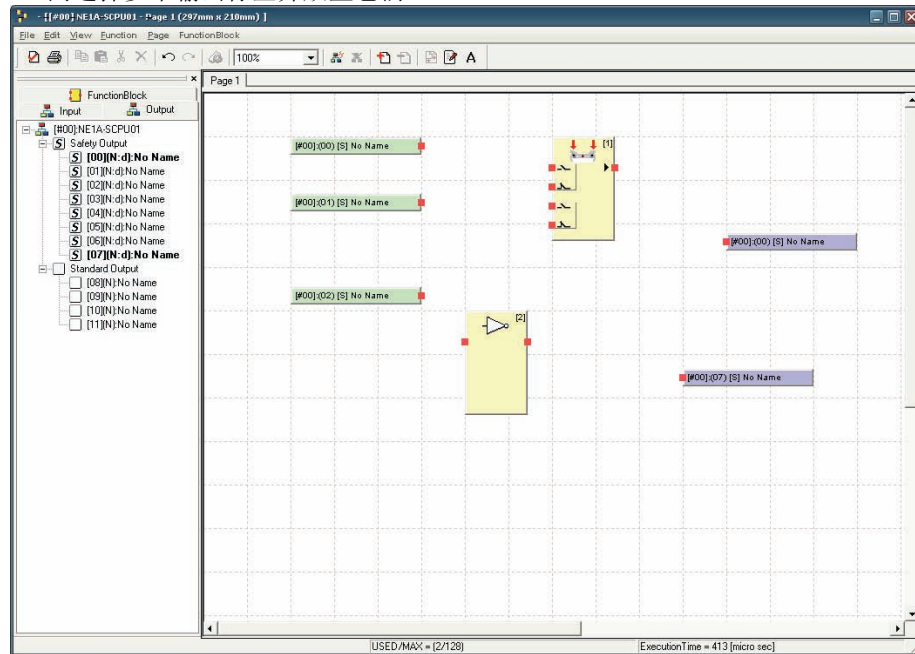 - [[#00] NE1A-SCPU01 - Page 1 (297mm x 210mm) ]
File Edit View Function Page FunctionBlock
100%
A
FunctionBlock
Input Output
[#00]:NE1A-SCPU01
Safety Output
[00](N:d):No Name
[01](N:d):No Name
[02](N:d):No Name
[03](N:d):No Name
[04](N:d):No Name
[05](N:d):No Name
[06](N:d):No Name
[07](N:d):No Name
Standard Output
[08](N):No Name
[09](N):No Name
[10](N):No Name
[11](N):No Name
Page 1
[#00]:(00) [S] No Name
[1]
[#00]:(01) [S] No Name
[#00]:(00) [S] No Name
[#00]:(02) [S] No Name
[2]
[#00]:(07) [S] No Name
USED/MAX = (2/128)
ExecutionTime = 413 [micro sec]